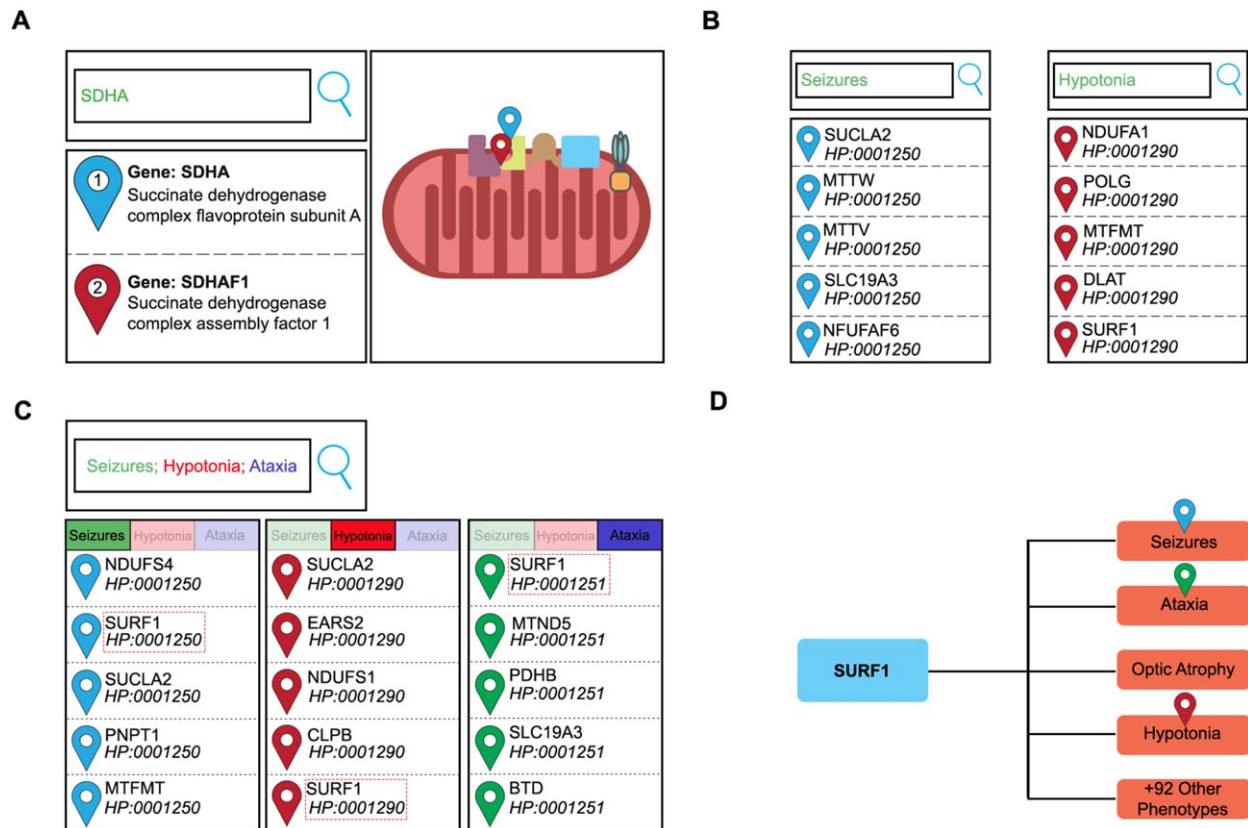 A
SDHA
1
Gene: SDHA
Succinate dehydrogenase
complex flavoprotein subunit A
2
Gene: SDHAF1
Succinate dehydrogenase
complex assembly factor 1
B
Seizures
SUCLA2
HP:0001250
MTTW
HP:0001250
MTTV
HP:0001250
SLC19A3
HP:0001250
NFUFAF6
HP:0001250
Hypotonia
NDUFA1
HP:0001290
POLG
HP:0001290
MTFMT
HP:0001290
DLAT
HP:0001290
SURF1
HP:0001290
C
Seizures; Hypotonia; Ataxia
Seizures Hypotonia Ataxia
NDUFS4
HP:0001250
SURF1
HP:0001250
SUCLA2
HP:0001250
PNPT1
HP:0001250
MTFMT
HP:0001250
Seizures Hypotonia Ataxia
SUCLA2
HP:0001290
EARS2
HP:0001290
NDUFS1
HP:0001290
CLPB
HP:0001290
SURF1
HP:0001290
Seizures Hypotonia Ataxia
SURF1
HP:0001251
MTND5
HP:0001251
PDHB
HP:0001251
SLC19A3
HP:0001251
BTD
HP:0001251
D
SURF1
Seizures
Ataxia
Optic Atrophy
Hypotonia
+92 Other
Phenotypes